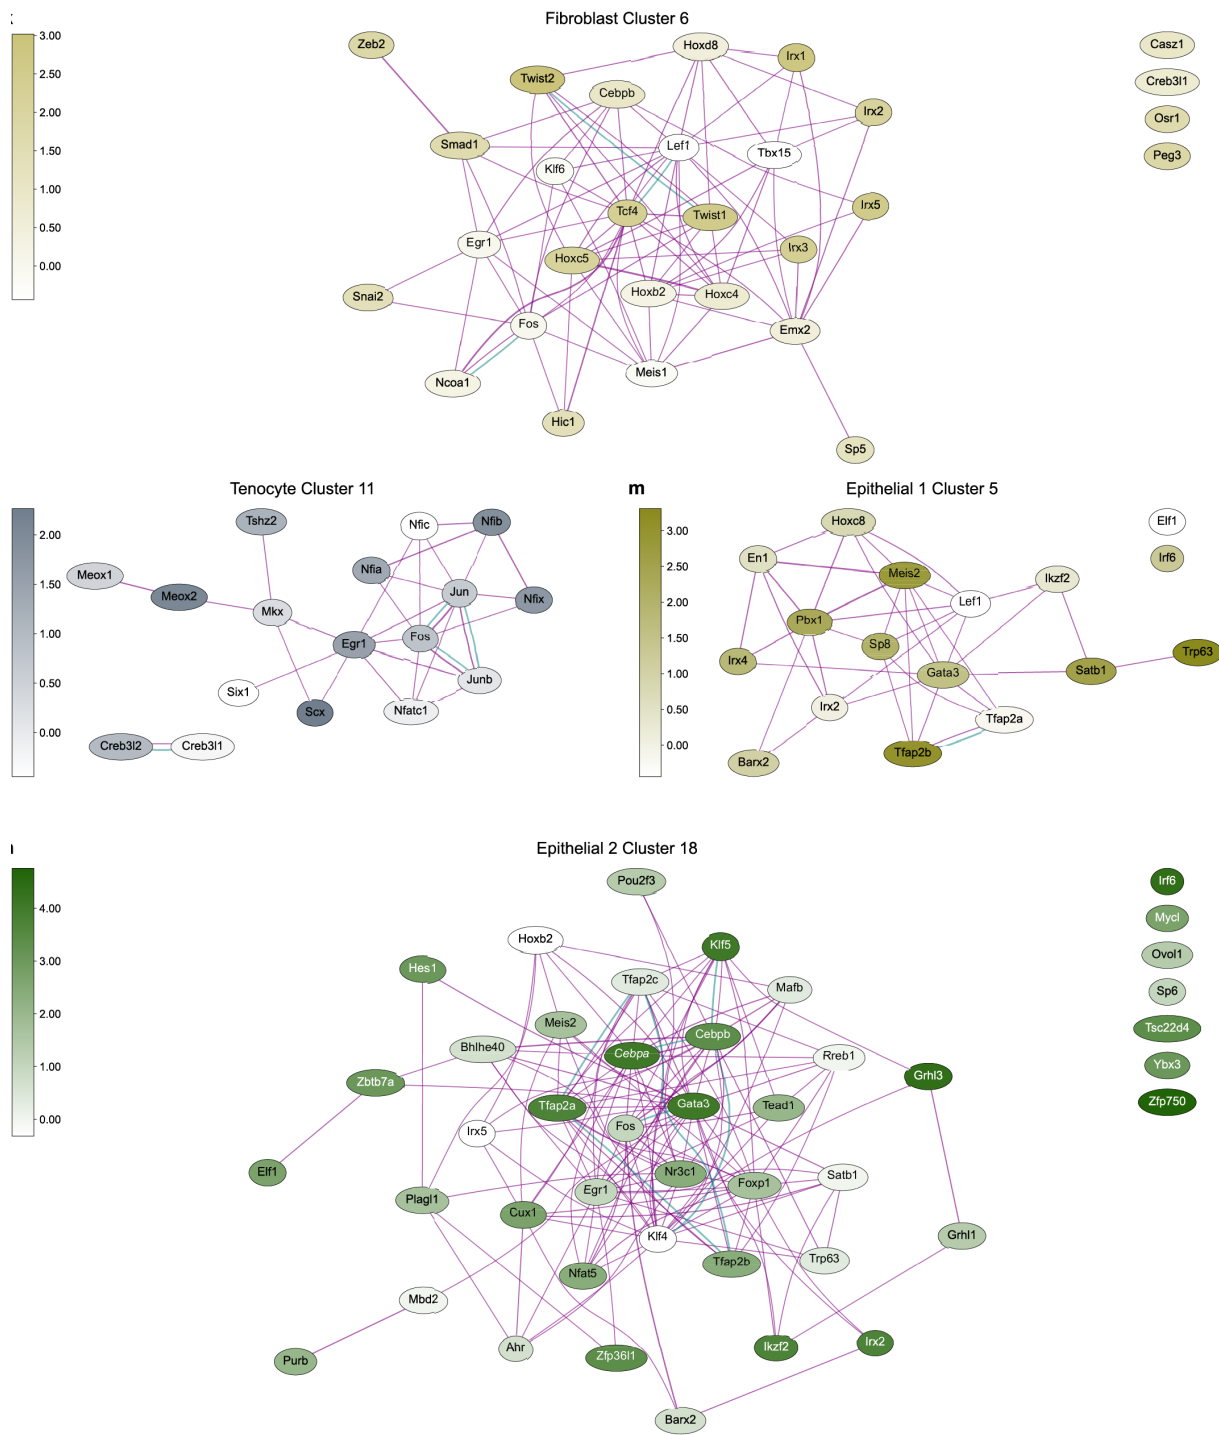 Fibroblast Cluster 6
3.00
2.50
2.00
1.50
1.00
0.50
0.00
Zeb2
Twist2
Hoxd8
Irx1
Casz1
Creb3l1
Osr1
Peg3
Cebpb
Irx2
Smad1
Klf6
Lef1
Tbx15
Tcf4
Twist1
Irx5
Egr1
Hoxc5
Irx3
Snai2
Hoxb2
Hoxc4
Fos
Emx2
Ncoa1
Meis1
Hic1
Sp5
Tenocyte Cluster 11
2.00
1.50
1.00
0.50
0.00
Tshz2
Nfic
Nfib
Meox1
Meox2
Nfia
Mkx
Jun
Nfix
Egr1
Fos
Six1
Junb
Scx
Nfatc1
Creb3l2
Creb3l1
m
Epithelial 1 Cluster 5
3.00
2.50
2.00
1.50
1.00
0.50
0.00
Hoxc8
Elf1
Irf6
En1
Meis2
Ikzf2
Lef1
Pbx1
Sp8
Irx4
Gata3
Satb1
Trp63
Irx2
Tfap2a
Barx2
Tfap2b
Epithelial 2 Cluster 18
4.00
3.00
2.00
1.00
0.00
Pou2f3
Irf6
Mycl
Ovol1
Sp6
Tsc22d4
Ybx3
Zfp750
Hoxb2
Klf5
Hes1
Tfap2c
Mafb
Meis2
Cebpb
Bhlhe40
Cebpa
Rreb1
Zbtb7a
Grhl3
Tfap2a
Gata3
Tead1
Irx5
Fos
Elf1
Nr3c1
Satb1
Plagl1
Egr1
Foxp1
Cux1
Klf4
Grhl1
Nfat5
Tfap2b
Trp63
Mbd2
Purb
Ahr
Zfp36l1
Ikzf2
Irx2
Barx2